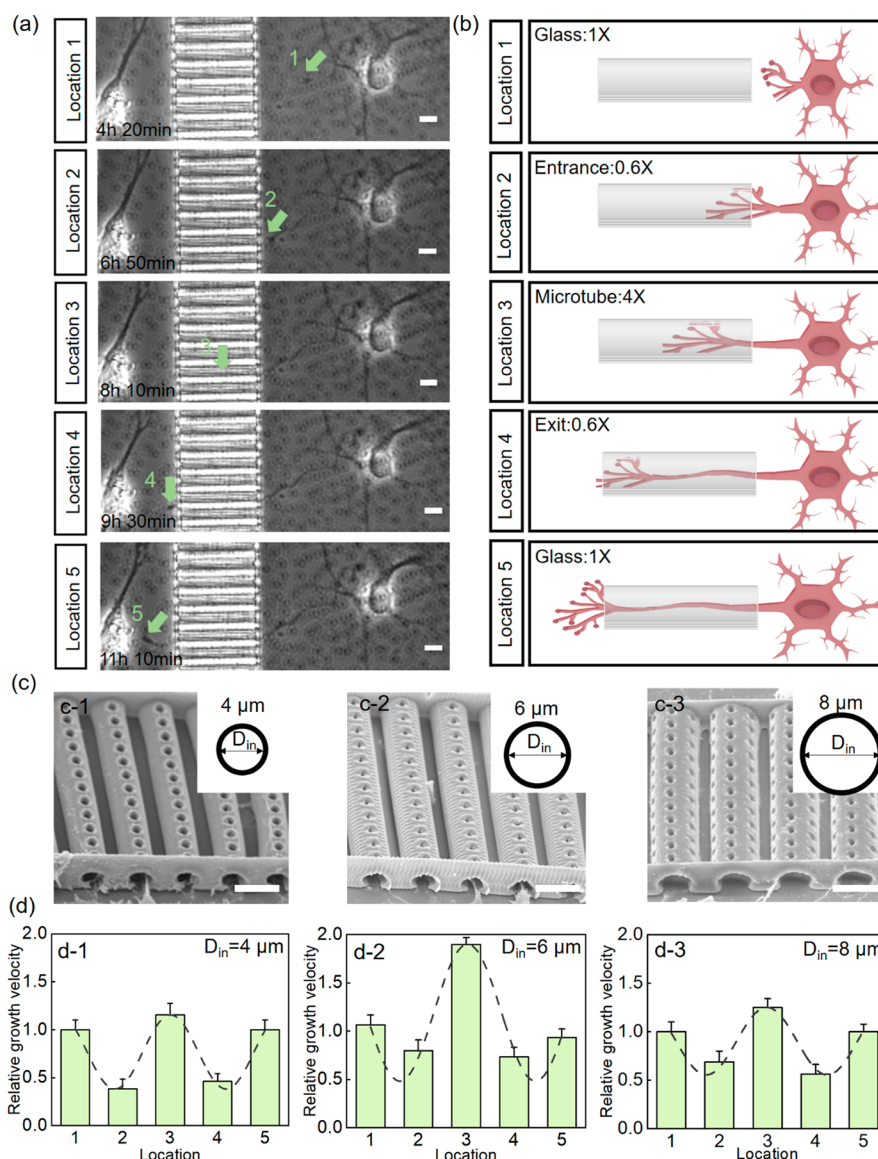 (a)
Location 1
1
4h 20min
Location 2
2
6h 50min
Location 3
3
8h 10min
Location 4
4
9h 30min
Location 5
5
11h 10min
(b)
Location 1
Glass:1X
Location 2
Entrance:0.6X
Location 3
Microtube:4X
Location 4
Exit:0.6X
Location 5
Glass:1X
(c)
c-1
4 μm
Din
c-2
6 μm
Din
c-3
8 μm
Din
(d)
d-1
Din=4 μm
Relative growth velocity
2.0
1.5
1.0
0.5
0.0
1 2 3 4 5
Location
d-2
Din=6 μm
Relative growth velocity
2.0
1.5
1.0
0.5
0.0
1 2 3 4 5
Location
d-3
Din=8 μm
Relative growth velocity
2.0
1.5
1.0
0.5
0.0
1 2 3 4 5
Location